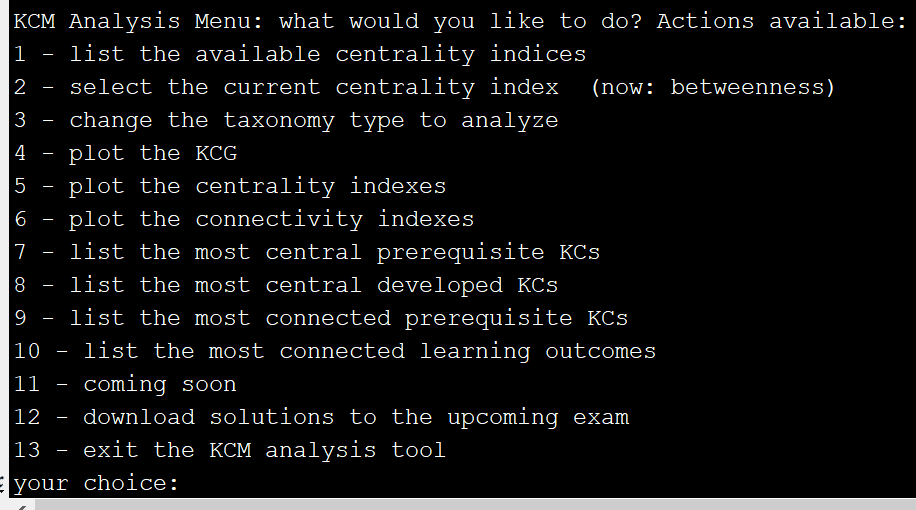 KCM Analysis Menu: what would you like to do? Actions available:
1 - list the available centrality indices
2 - select the current centrality index  (now: betweenness)
3 - change the taxonomy type to analyze
4 - plot the KCG
5 - plot the centrality indexes
6 - plot the connectivity indexes
7 - list the most central prerequisite KCs
8 - list the most central developed KCs
9 - list the most connected prerequisite KCs
10 - list the most connected learning outcomes
11 - coming soon
12 - download solutions to the upcoming exam
13 - exit the KCM analysis tool
your choice: